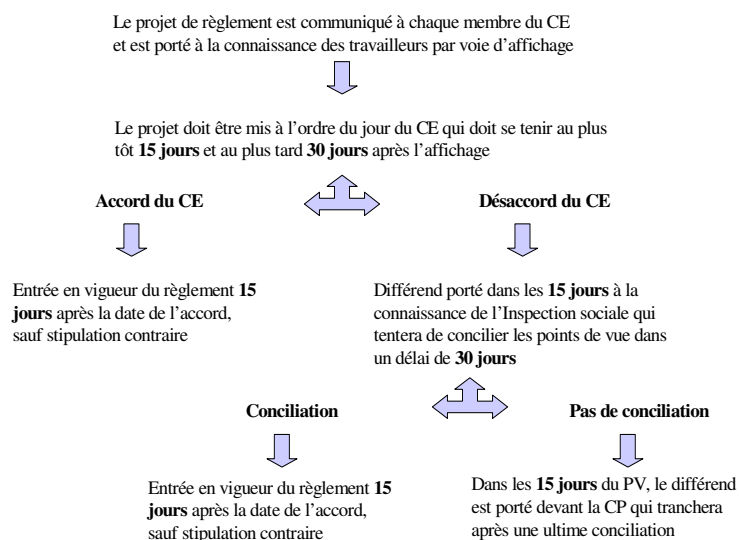 Le projet de règlement est communiqué à chaque membre du CE
et est porté à la connaissance des travailleurs par voie d'affichage
Le projet doit être mis à l'ordre du jour du CE qui doit se tenir au plus
tôt 15 jours et au plus tard 30 jours après l'affichage
Accord du CE
Désaccord du CE
Entrée en vigueur du règlement 15
jours après la date de l'accord,
sauf stipulation contraire
Différend porté dans les 15 jours à la
connaissance de l'Inspection sociale qui
tentera de concilier les points de vue dans
un délai de 30 jours
Conciliation
Pas de conciliation
Entrée en vigueur du règlement 15
jours après la date de l'accord,
sauf stipulation contraire
Dans les 15 jours du PV, le différend
est porté devant la CP qui tranchera
après une ultime conciliation